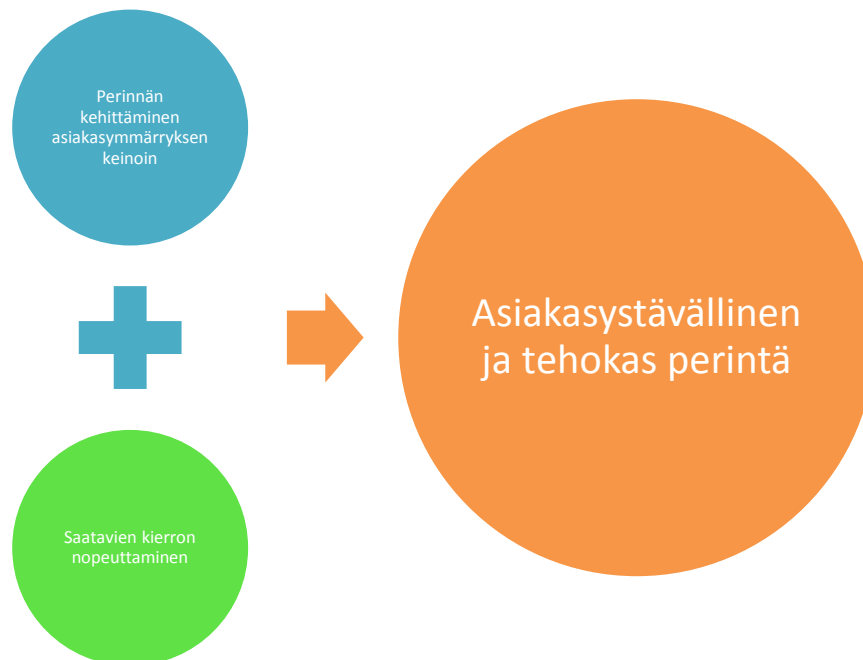 Perinnän
kehittäminen
asiakasymmärryksen
keinoin
Saatavien kierron
nopeuttaminen
Asiakasystävällinen
ja tehokas perintä